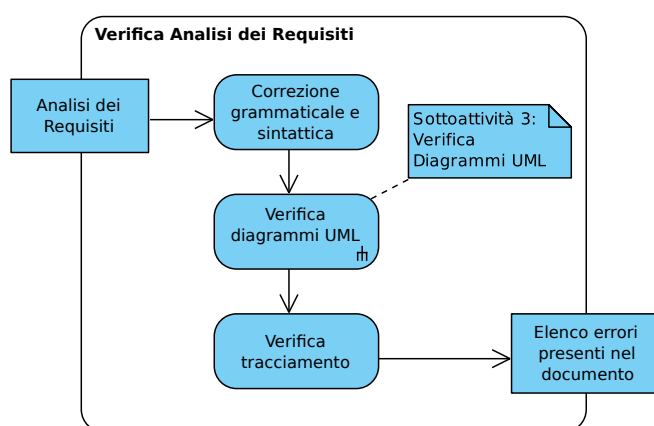 Verifica Analisi dei Requisiti
Analisi dei
Requisiti
Correzione
grammaticale e
sintattica
Sottoattività 3:
Verifica
Diagrammi UML
Verifica
diagrammi UML
Verifica
tracciamento
Elenco errori
presenti nel
documento